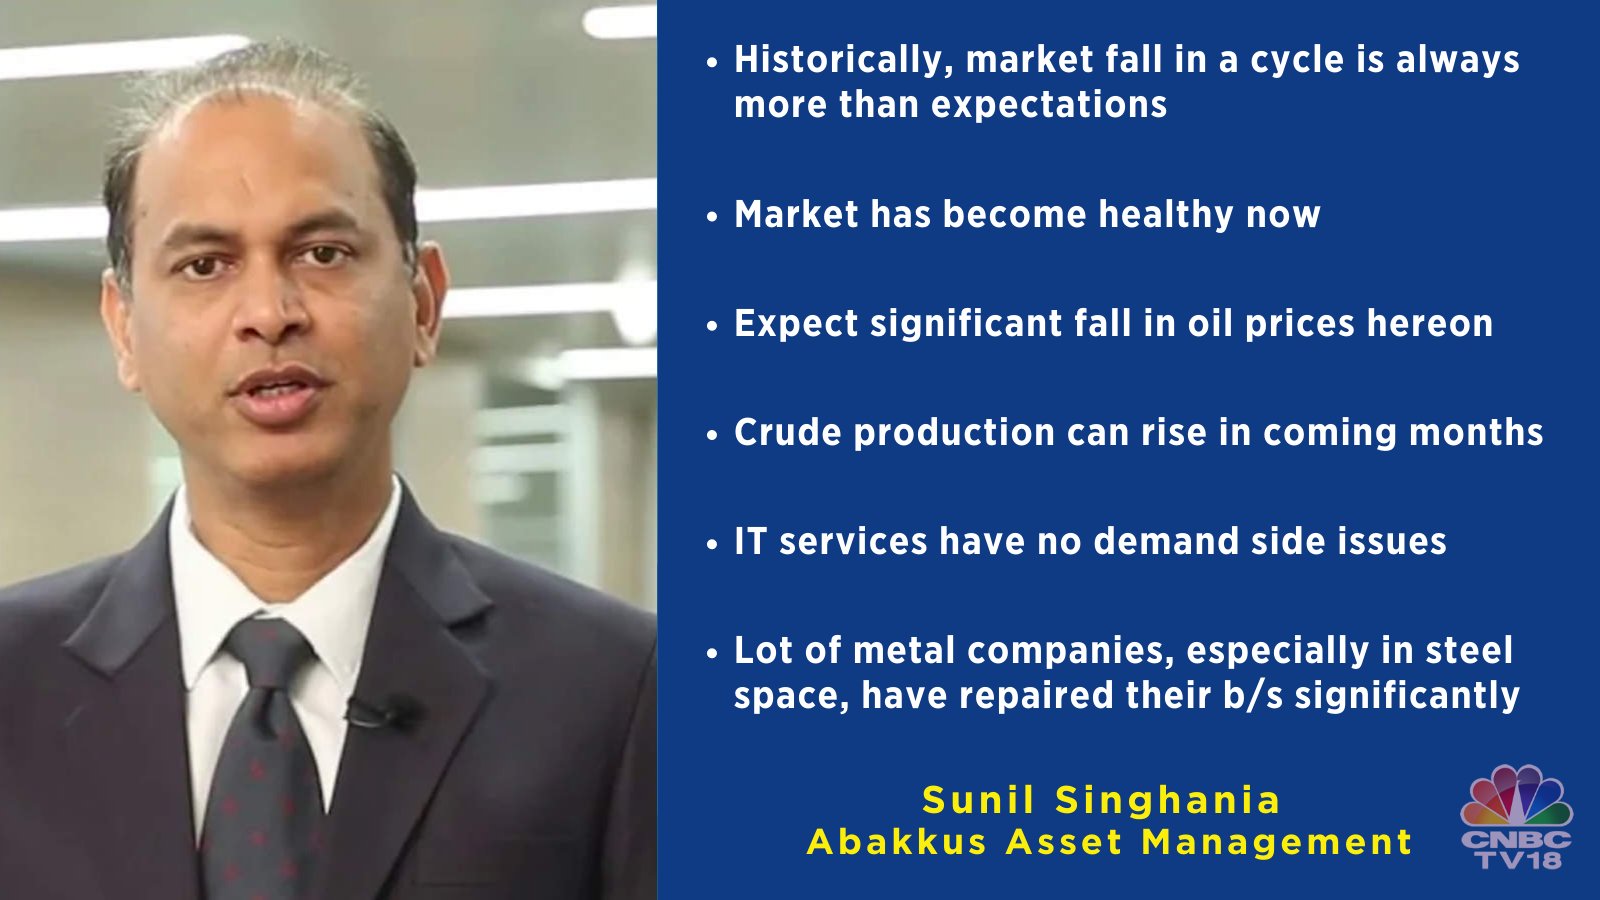 • Historically, market fall in a cycle is always
more than expectations
• Market has become healthy now
• Expect significant fall in oil prices hereon
• Crude production can rise in coming months
• IT services have no demand side issues
• Lot of metal companies, especially in steel
space, have repaired their b/s significantly
Sunil Singhania
Abakkus Asset Management
CNBC
TV18